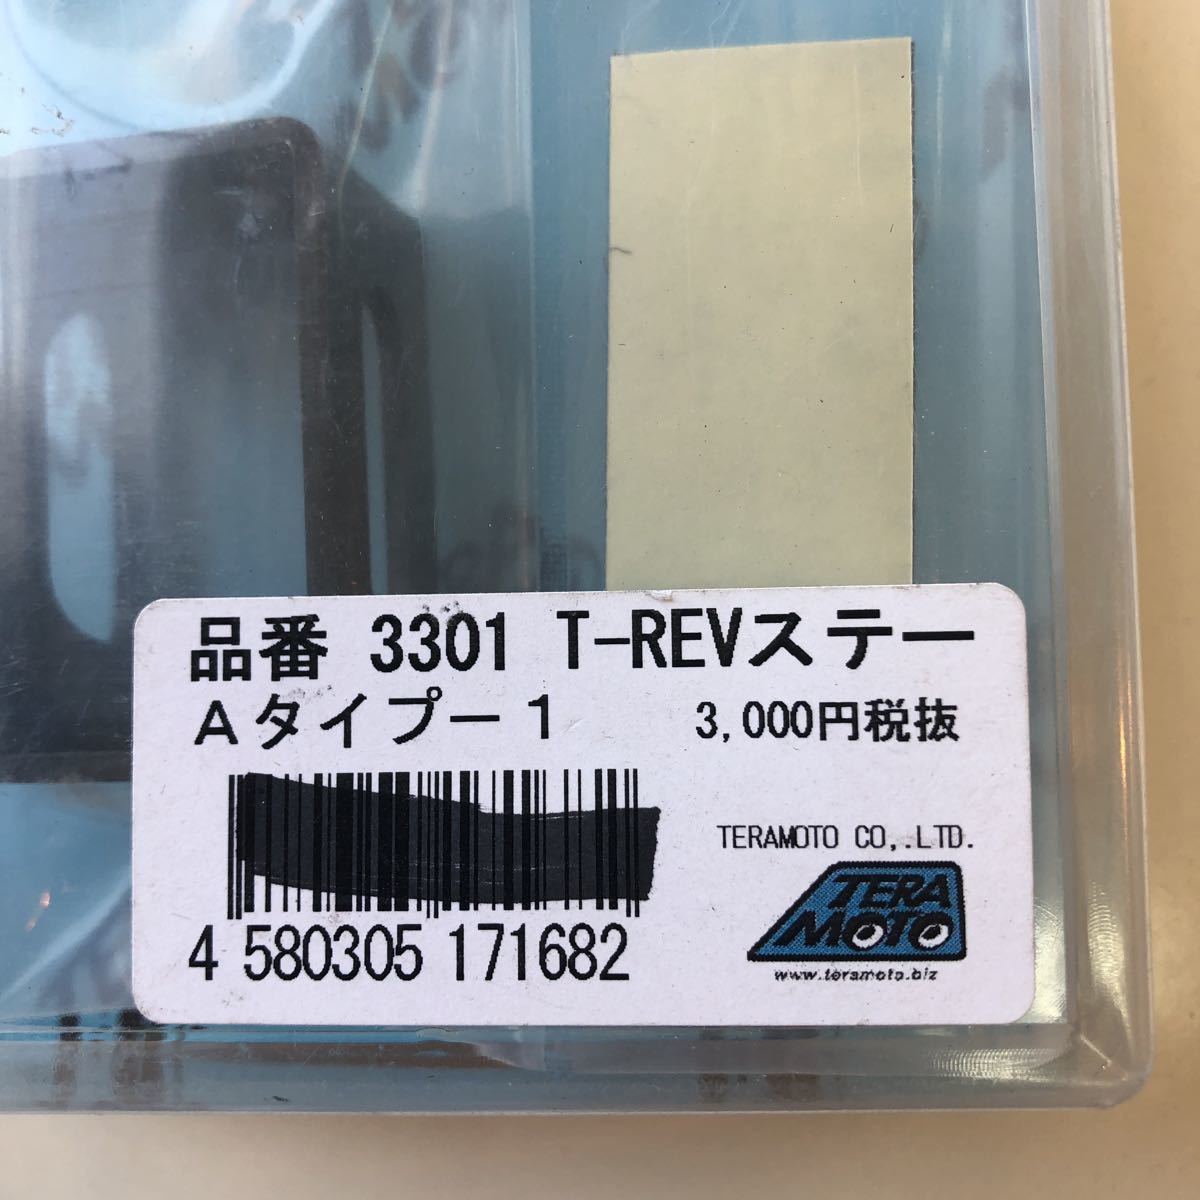 品番 3301 T-REVステー
Aタイプー1 3,000円税抜
TERAMOTO CO,.LTD.
TERA
MOTO
www.teramoto.biz
4 580305 171682